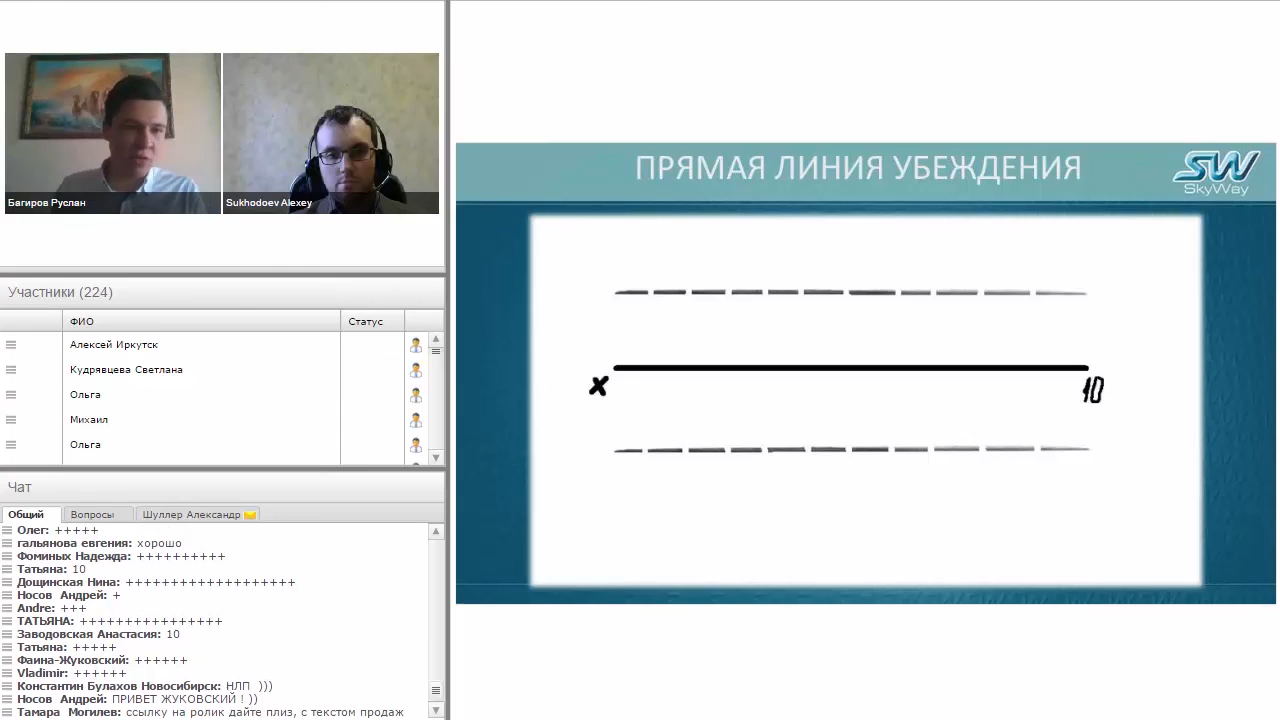 Багиров Руслан
Sukhodoev Alexey
Участники (224)
ФИО Статус
Алексей Иркутск
Кудрявцева Светлана
Ольга
Михаил
Ольга
Чат
Общий Вопросы Шуллер Александр
Олег: +++++
гальянова евгения: хорошо
Фоминых Надежда: ++++++++++
Татьяна: 10
Дощинская Нина: +++++++++++++++++++
Носов Андрей: +
Andre: +++
ТАТЬЯНА: ++++++++++++++++
Заводовская Анастасия: 10
Татьяна: +++++
Фаина-Жуковский: ++++++
Vladimir: ++++++
Константин Булахов Новосибирск: НЛП )))
Носов Андрей: ПРИВЕТ ЖУКОВСКИЙ ! ))
Тамара Могилев: ссылку на ролик дайте плиз, с текстом продаж
ПРЯМАЯ ЛИНИЯ УБЕЖДЕНИЯ
SW
SkyWay
x 10